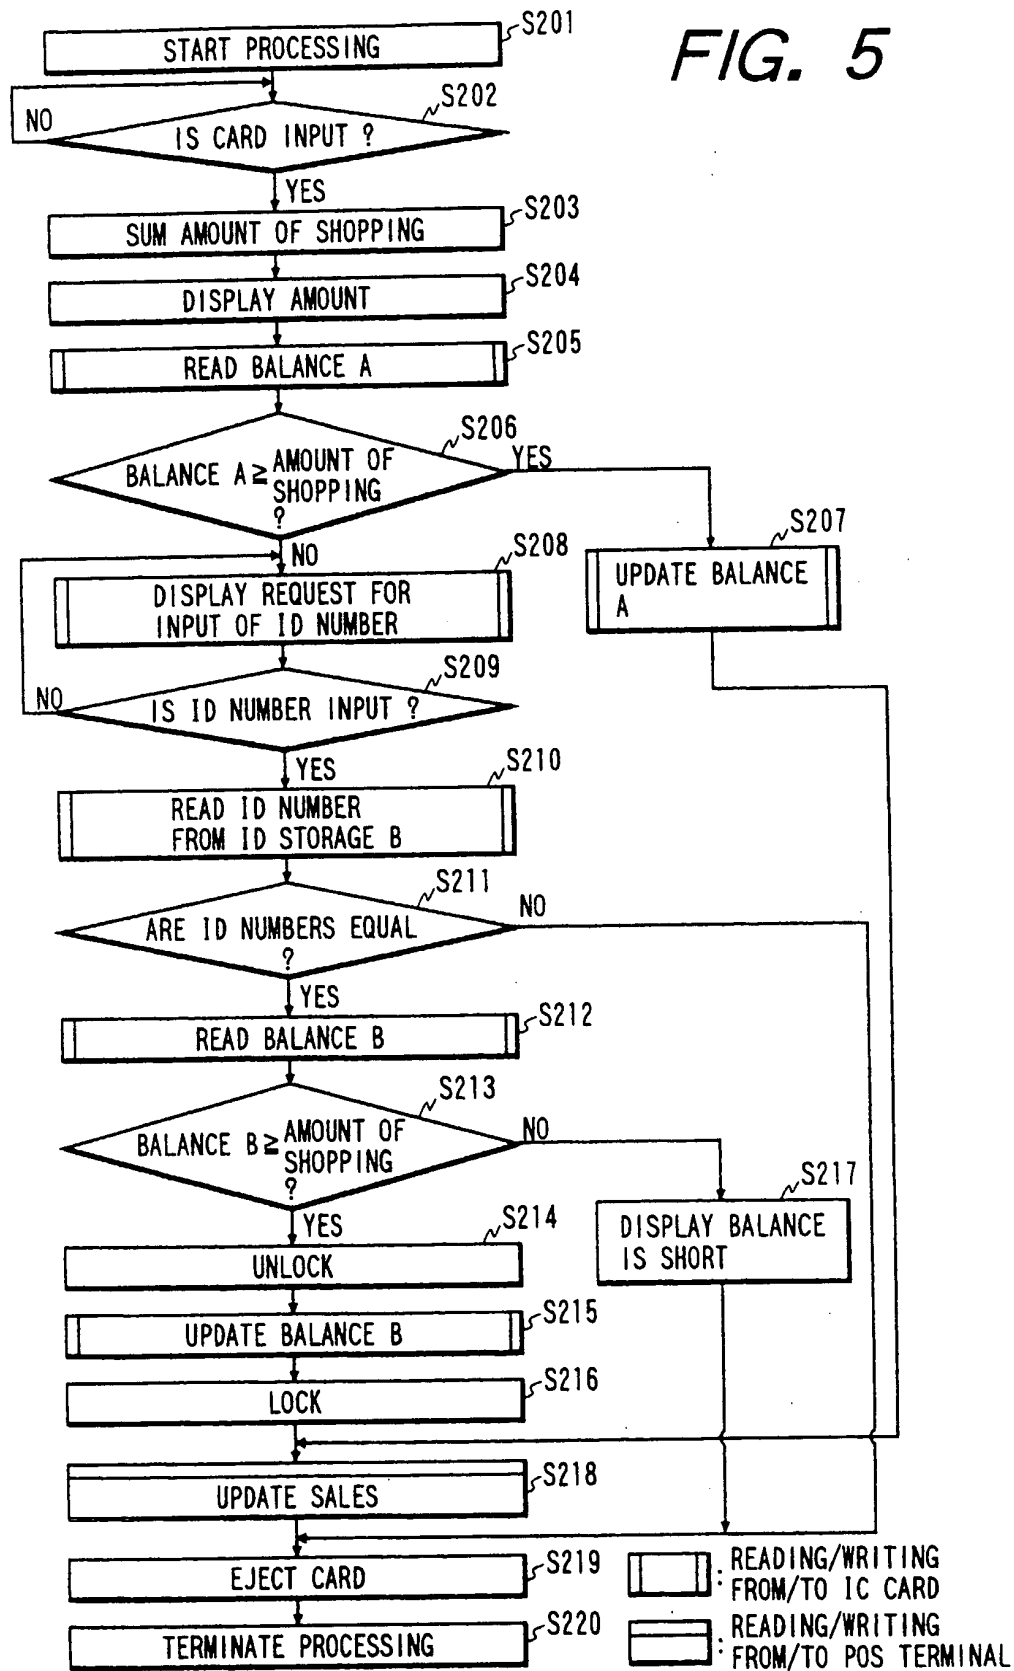 FIG. 5
START PROCESSING
S201
IS CARD INPUT ?
S202
NO
YES
SUM AMOUNT OF SHOPPING
S203
DISPLAY AMOUNT
S204
READ BALANCE A
S205
BALANCE A ≧ AMOUNT OF
SHOPPING
?
S206
YES
NO
UPDATE BALANCE
A
S207
DISPLAY REQUEST FOR
INPUT OF ID NUMBER
S208
IS ID NUMBER INPUT ?
S209
NO
YES
READ ID NUMBER
FROM ID STORAGE B
S210
ARE ID NUMBERS EQUAL
?
S211
NO
YES
READ BALANCE B
S212
BALANCE B ≧ AMOUNT OF
SHOPPING
?
S213
NO
YES
DISPLAY BALANCE
IS SHORT
S217
UNLOCK
S214
UPDATE BALANCE B
S215
LOCK
S216
UPDATE SALES
S218
EJECT CARD
S219
TERMINATE PROCESSING
S220
: READING/WRITING
FROM/TO IC CARD
: READING/WRITING
FROM/TO POS TERMINAL